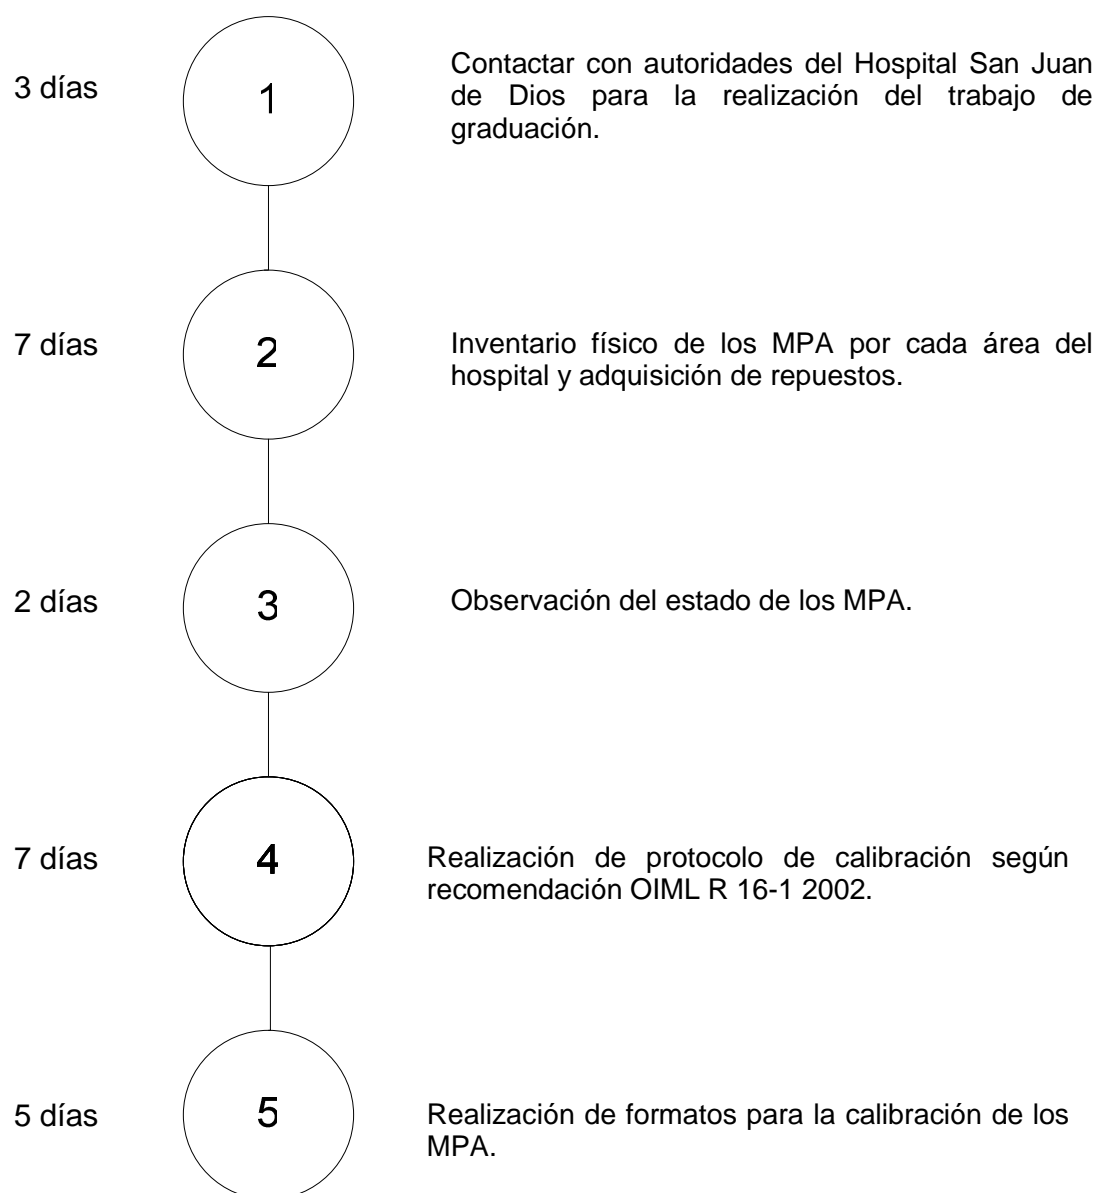 3 días
1
Contactar con autoridades del Hospital San Juan
de Dios para la realización del trabajo de
graduación.
7 días
2
Inventario físico de los MPA por cada área del
hospital y adquisición de repuestos.
2 días
3
Observación del estado de los MPA.
7 días
4
Realización de protocolo de calibración según
recomendación OIML R 16-1 2002.
5 días
5
Realización de formatos para la calibración de los
MPA.